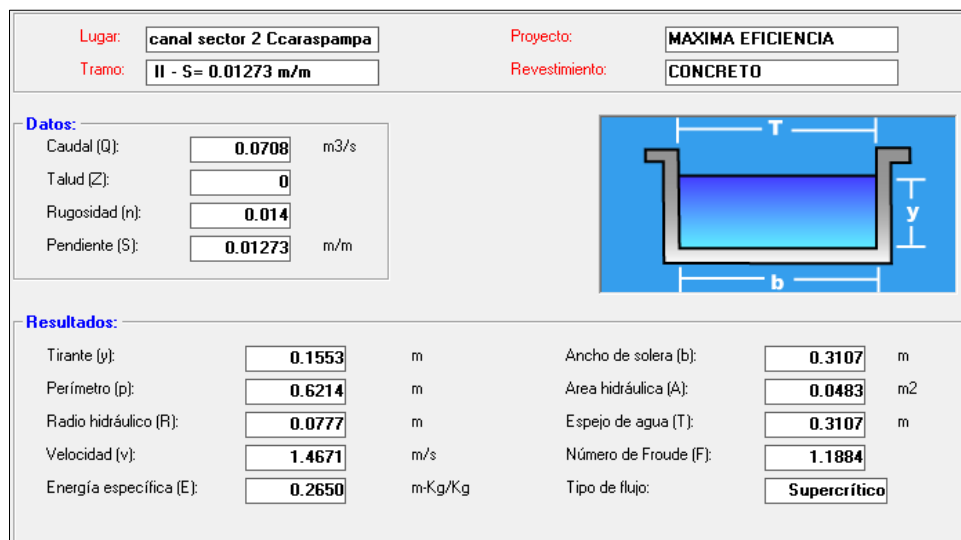 Lugar: canal sector 2 Ccaraspampa Proyecto: MAXIMA EFICIENCIA
Tramo: II - S= 0.01273 m/m Revestimiento: CONCRETO
Datos:
Caudal (Q): 0.0708 m3/s
Talud (Z): 0
Rugosidad (n): 0.014
Pendiente (S): 0.01273 m/m
T
y
b
Resultados:
Tirante (y): 0.1553 m Ancho de solera (b): 0.3107 m
Perímetro (p): 0.6214 m Area hidráulica (A): 0.0483 m2
Radio hidráulico (R): 0.0777 m Espejo de agua (T): 0.3107 m
Velocidad (v): 1.4671 m/s Número de Froude (F): 1.1884
Energía específica (E): 0.2650 m-Kg/Kg Tipo de flujo: Supercrítico